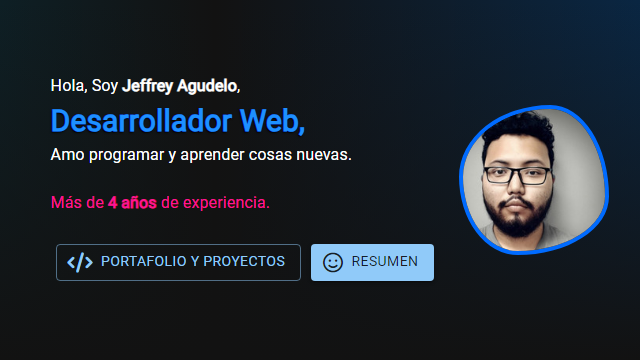 Hola, Soy Jeffrey Agudelo,
Desarrollador Web,
Amo programar y aprender cosas nuevas.
Más de 4 años de experiencia.
PORTAFOLIO Y PROYECTOS
RESUMEN